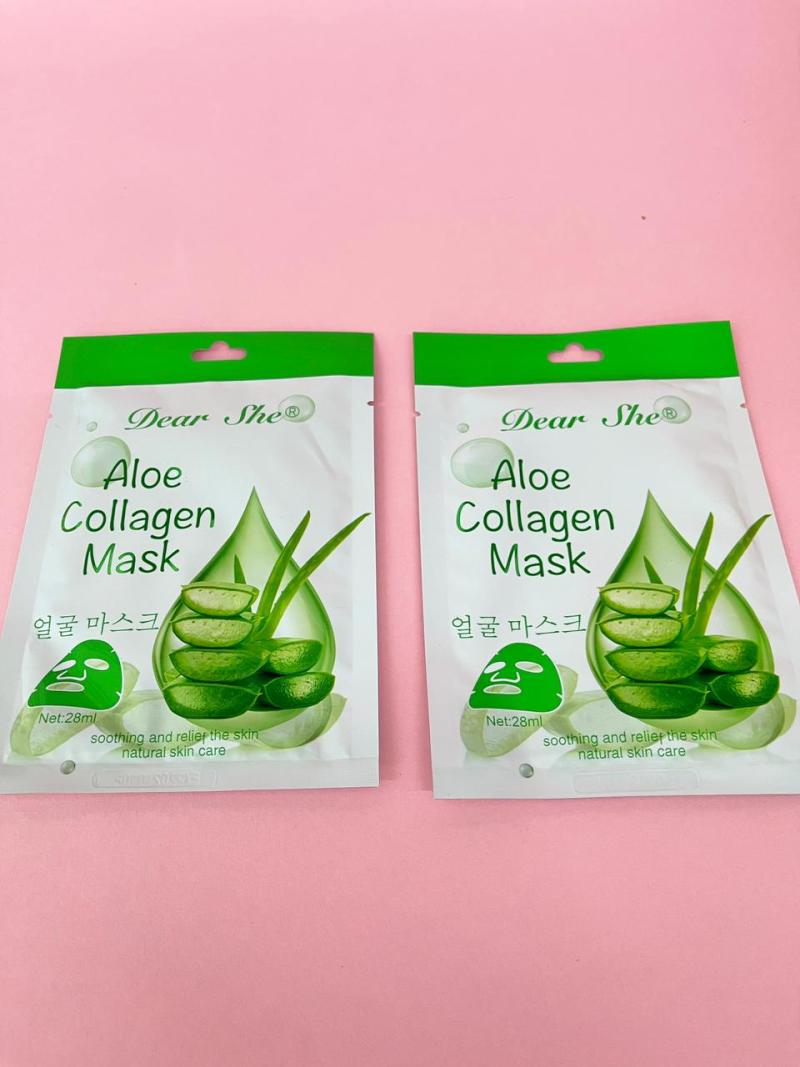 Dear She®
Aloe
Collagen
Mask
얼굴 마스크
Net:28ml
soothing and relief the skin
natural skin care
Dear She®
Aloe
Collagen
Mask
얼굴 마스크
Net:28ml
soothing and relief the skin
natural skin care